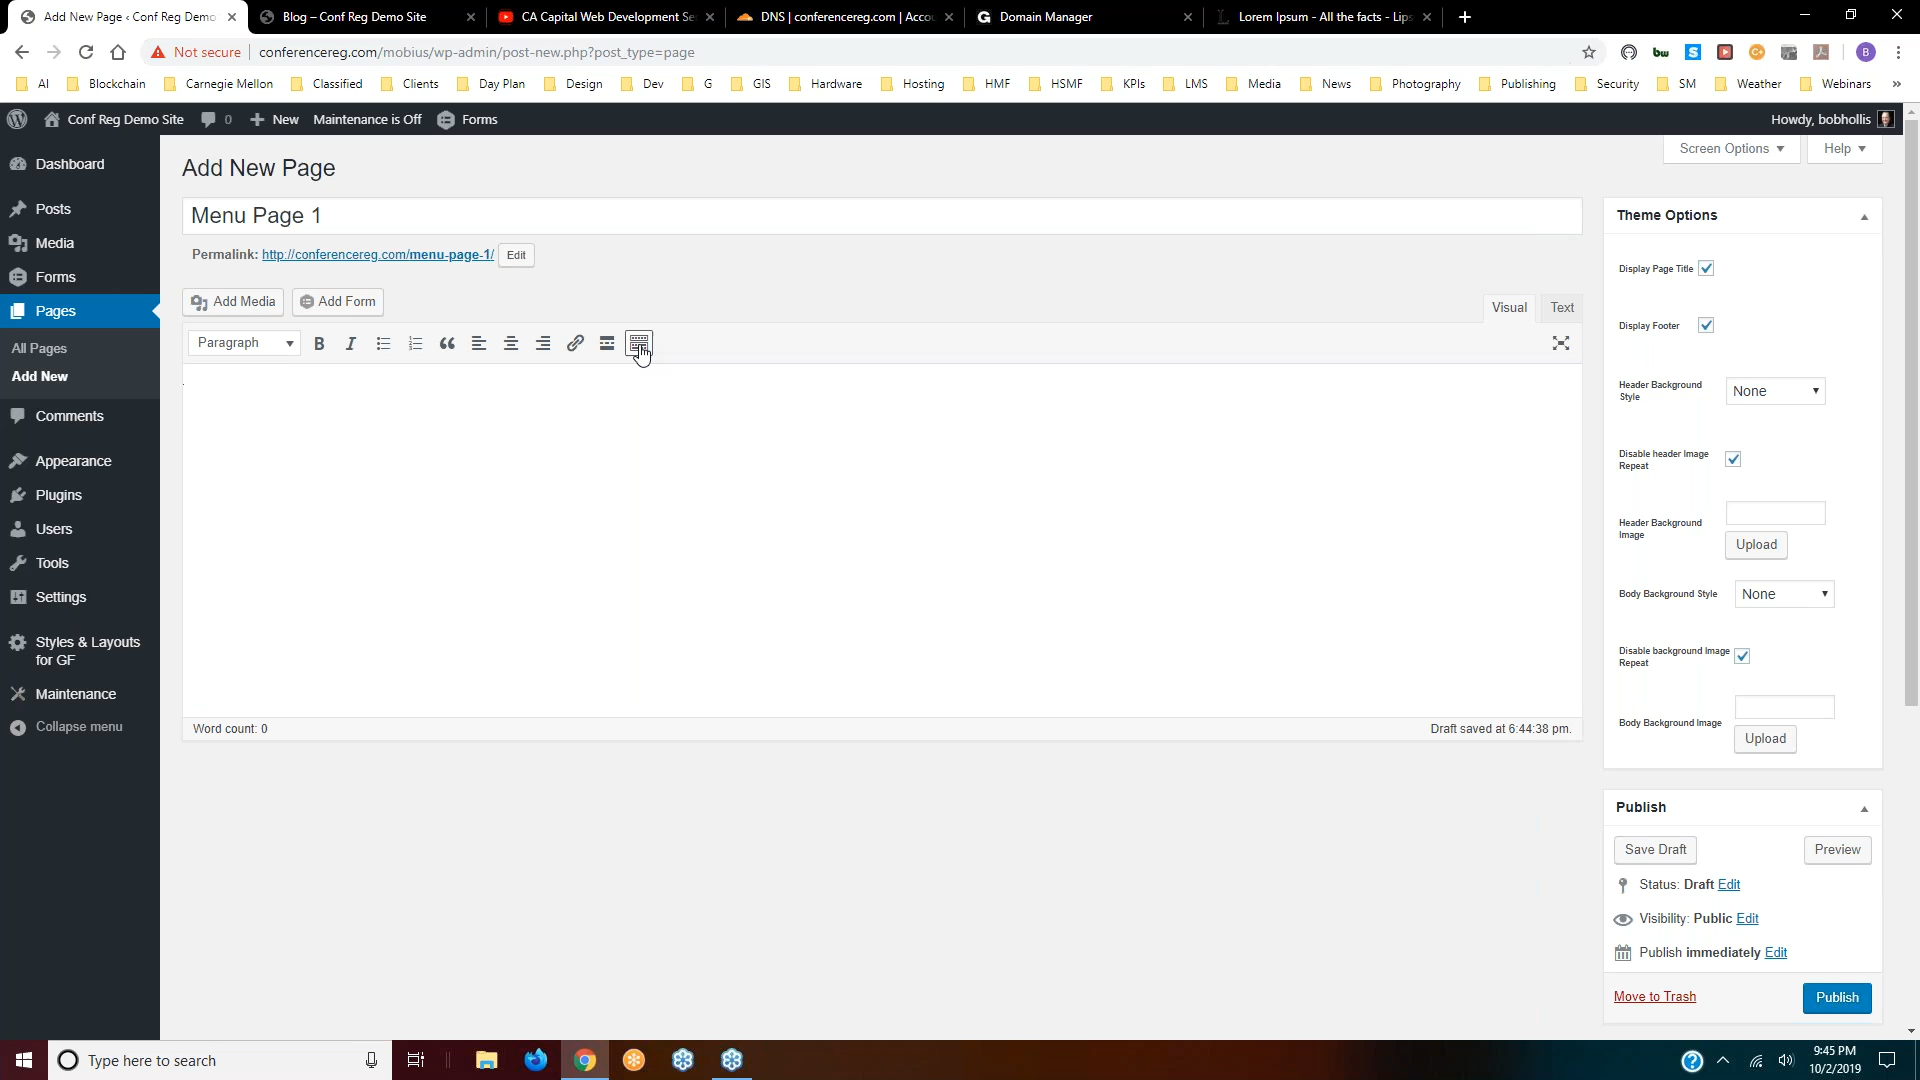 Add New Page ‹ Conf Reg Demo
Blog – Conf Reg Demo Site
CA Capital Web Development Se
DNS | conferencereg.com | Accou
Domain Manager
Lorem Ipsum - All the facts - Lips
Not secure | conferencereg.com/mobius/wp-admin/post-new.php?post_type=page
B
AI Blockchain Carnegie Mellon Classified Clients Day Plan Design Dev G GIS Hardware Hosting HMF HSMF KPIs LMS Media News Photography Publishing Security SM Weather Webinars »
Conf Reg Demo Site 0 New Maintenance is Off Forms Howdy, bobhollis
Screen Options Help
Dashboard
Posts
Media
Forms
Pages
All Pages
Add New
Comments
Appearance
Plugins
Users
Tools
Settings
Styles & Layouts
for GF
Maintenance
Collapse menu
Add New Page
Menu Page 1
Permalink: http://conferencereg.com/menu-page-1/ Edit
Add Media Add Form
Visual Text
Paragraph B I
Word count: 0 Draft saved at 6:44:38 pm.
Theme Options
Display Page Title
Display Footer
Header Background
Style
None
Disable header Image
Repeat
Header Background
Image
Upload
Body Background Style None
Disable background Image
Repeat
Body Background Image
Upload
Publish
Save Draft Preview
Status: Draft Edit
Visibility: Public Edit
Publish immediately Edit
Move to Trash Publish
Type here to search
9:45 PM
10/2/2019